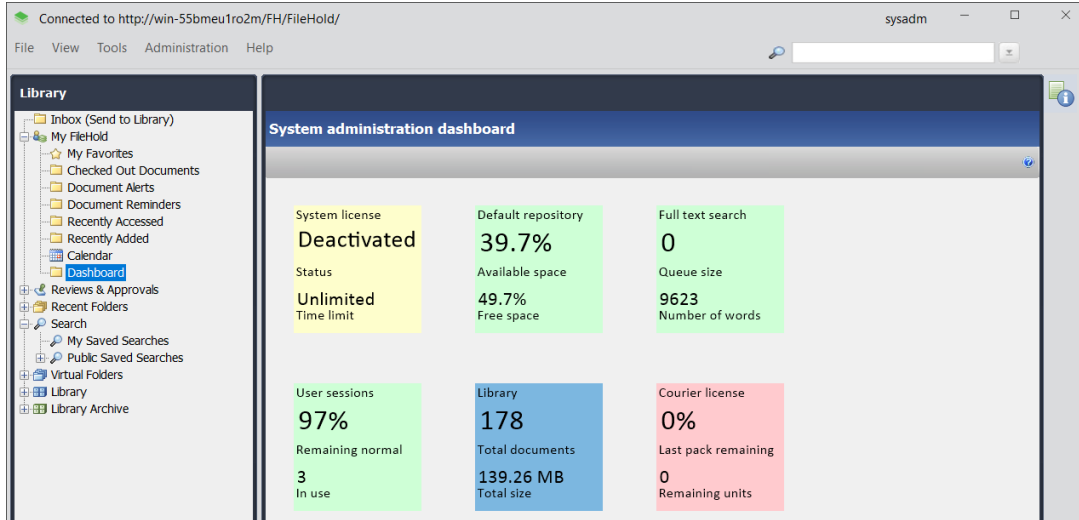 Connected to http://win-55bmeu1ro2m/FH/FileHold/
sysadm
File View Tools Administration Help
Library
Inbox (Send to Library)
My FileHold
My Favorites
Checked Out Documents
Document Alerts
Document Reminders
Recently Accessed
Recently Added
Calendar
Dashboard
Reviews & Approvals
Recent Folders
Search
My Saved Searches
Public Saved Searches
Virtual Folders
Library
Library Archive
System administration dashboard
System license
Deactivated
Status
Unlimited
Time limit
Default repository
39.7%
Available space
49.7%
Free space
Full text search
0
Queue size
9623
Number of words
User sessions
97%
Remaining normal
3
In use
Library
178
Total documents
139.26 MB
Total size
Courier license
0%
Last pack remaining
0
Remaining units